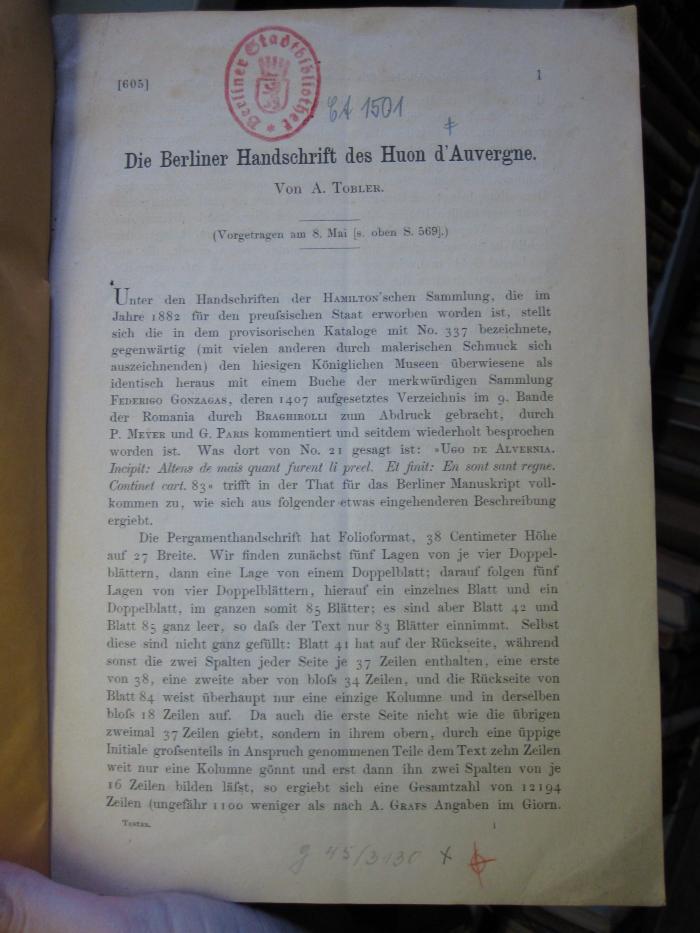 [605]
1
Berliner Stadtbibliothek
1501
Die Berliner Handschrift des Huon d'Auvergne.
Von A. Tobler.
(Vorgetragen am 8. Mai [s. oben S. 569].)
Unter den Handschriften der Hamilton'schen Sammlung, die im
Jahre 1882 für den preuſsischen Staat erworben worden ist, stellt
sich die in dem provisorischen Kataloge mit No. 337 bezeichnete,
gegenwärtig (mit vielen anderen durch malerischen Schmuck sich
auszeichnenden) den hiesigen Königlichen Museen überwiesene als
identisch heraus mit einem Buche der merkwürdigen Sammlung
Federigo Gonzagas, deren 1407 aufgesetztes Verzeichnis im 9. Bande
der Romania durch Braghirolli zum Abdruck gebracht, durch
P. Meyer und G. Paris kommentiert und seitdem wiederholt besprochen
worden ist. Was dort von No. 21 gesagt ist: »Ugo de Alvernia.
Incipit: Altens de mais quant furent li preel. Et finit: En sont sant regne.
Continet cart. 83« trifft in der That für das Berliner Manuskript voll-
kommen zu, wie sich aus folgender etwas eingehenderen Beschreibung
ergiebt.
Die Pergamenthandschrift hat Folioformat, 38 Centimeter Höhe
auf 27 Breite. Wir finden zunächst fünf Lagen von je vier Doppel-
blättern, dann eine Lage von einem Doppelblatt; darauf folgen fünf
Lagen von vier Doppelblättern, hierauf ein einzelnes Blatt und ein
Doppelblatt, im ganzen somit 85 Blätter; es sind aber Blatt 42 und
Blatt 85 ganz leer, so daſs der Text nur 83 Blätter einnimmt. Selbst
diese sind nicht ganz gefüllt: Blatt 41 hat auf der Rückseite, während
sonst die zwei Spalten jeder Seite je 37 Zeilen enthalten, eine erste
von 38, eine zweite aber von bloſs 34 Zeilen, und die Rückseite von
Blatt 84 weist überhaupt nur eine einzige Kolumne und in derselben
bloſs 18 Zeilen auf. Da auch die erste Seite nicht wie die übrigen
zweimal 37 Zeilen giebt, sondern in ihrem obern, durch eine üppige
Initiale groſsenteils in Anspruch genommenen Teile dem Text zehn Zeilen
weit nur eine Kolumne gönnt und erst dann ihn zwei Spalten von je
16 Zeilen bilden läſst, so ergiebt sich eine Gesamtzahl von 12194
Zeilen (ungefähr 1100 weniger als nach A. Grafs Angaben im Giorn.
1
g 45/3130 x